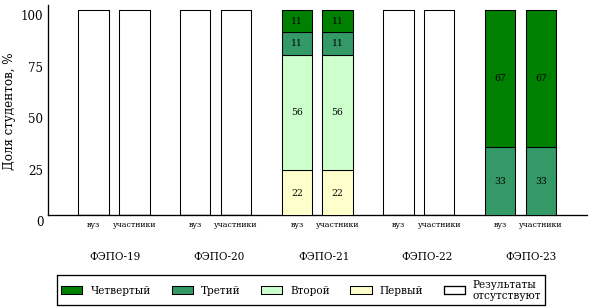 Доля студентов, %
100
75
50
25
0
11 11
11 11
56 56
22 22
67 67
33 33
вуз участники вуз участники вуз участники вуз участники вуз участники
ФЭПО-19 ФЭПО-20 ФЭПО-21 ФЭПО-22 ФЭПО-23
Четвертый Третий Второй Первый Результаты
отсутствуют